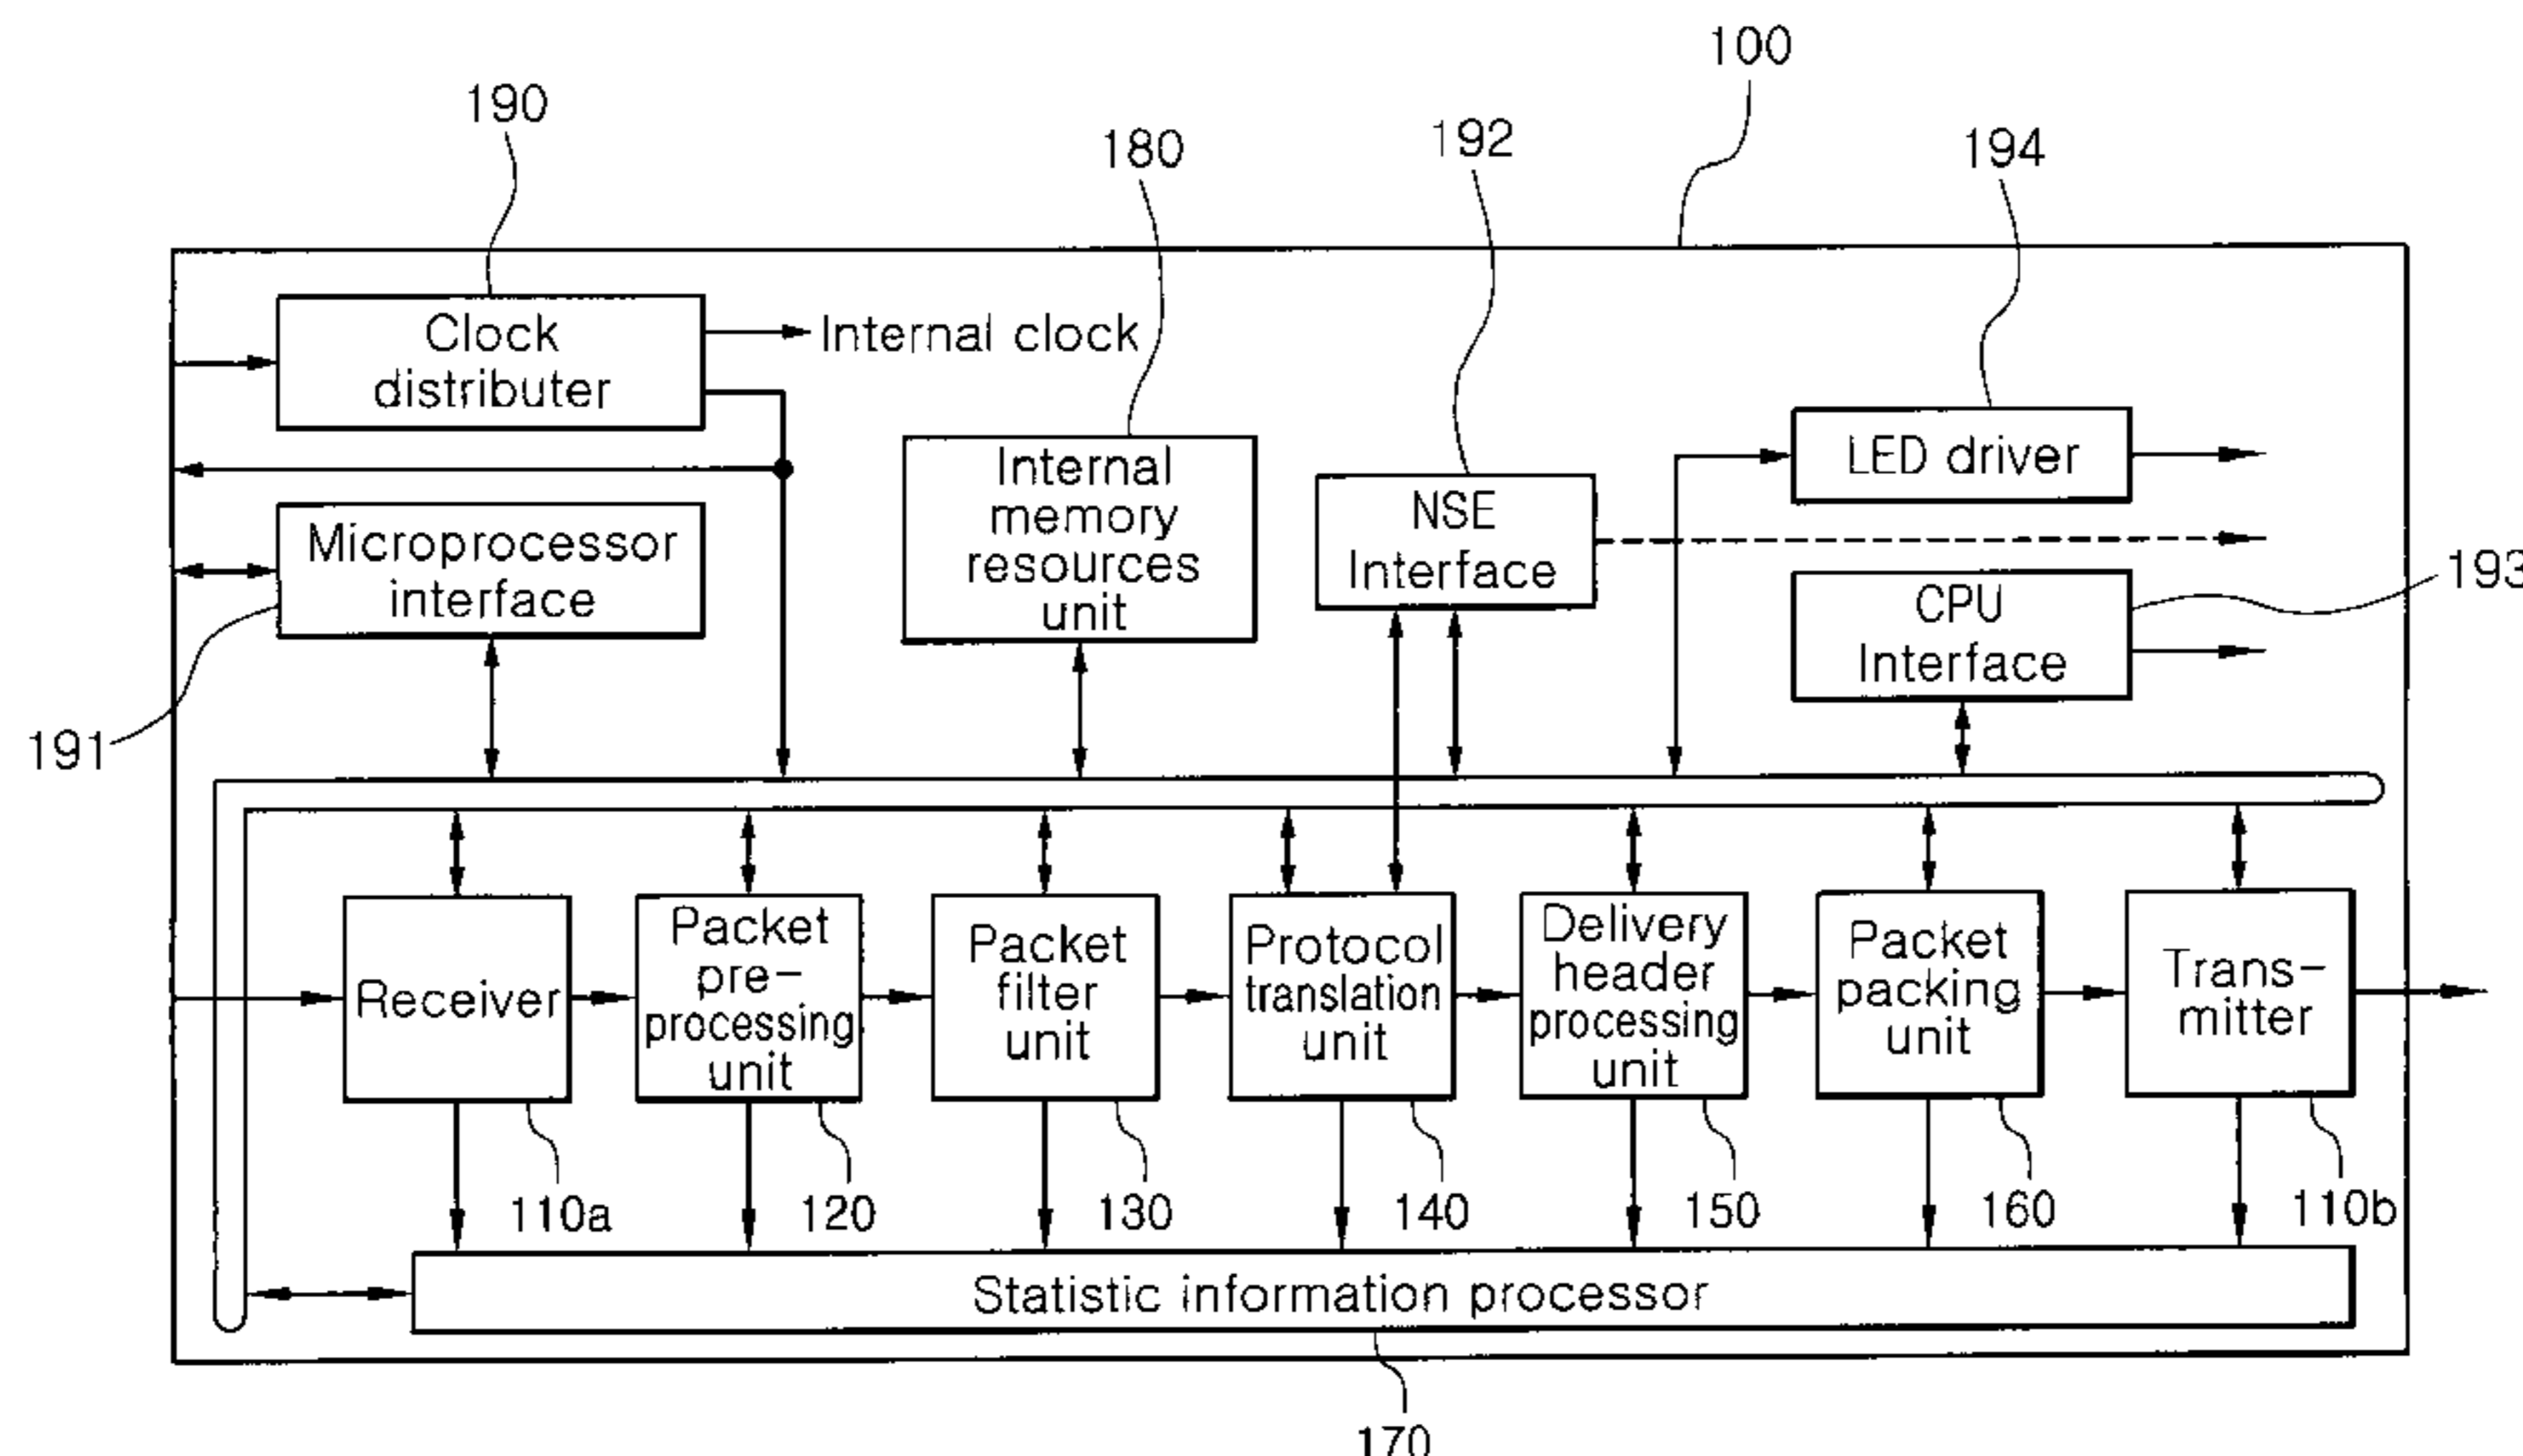 100
190
180
192
194
Clock
distributer
Internal clock
Internal
memory
resources
unit
NSE
Interface
LED driver
Microprocessor
interface
CPU
Interface
193
191
Receiver
Packet
pre-
processing
unit
Packet
filter
unit
Protocol
translation
unit
Delivery
header
processing
unit
Packet
packing
unit
Trans-
mitter
110a
120
130
140
150
160
110b
Statistic information processor
170